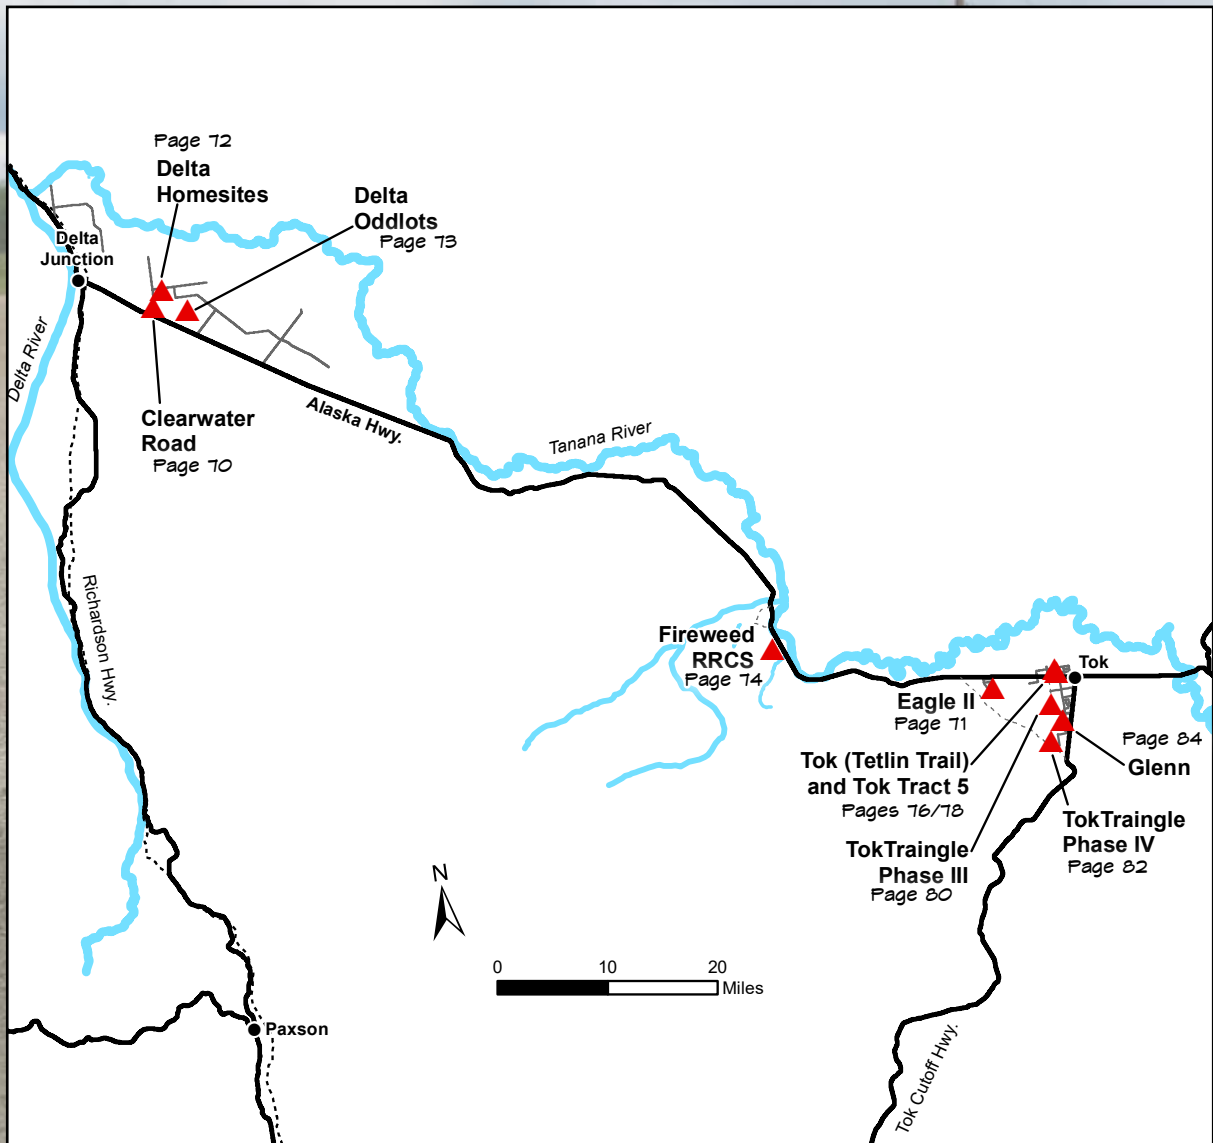 Page 72
Delta
Homesites
Delta
Oddlots
Page 73
Delta
Junction
Delta River
Clearwater
Road
Page 70
Alaska Hwy.
Tanana River
Richardson Hwy.
Fireweed
RRCS
Page 74
Tok
Eagle II
Page 71
Page 84
Glenn
Tok (Tetlin Trail)
and Tok Tract 5
Pages 76/78
TokTraingle
Phase IV
Page 82
TokTraingle
Phase III
Page 80
N
0 10 20
Miles
Paxson
Tok Cutoff Hwy.